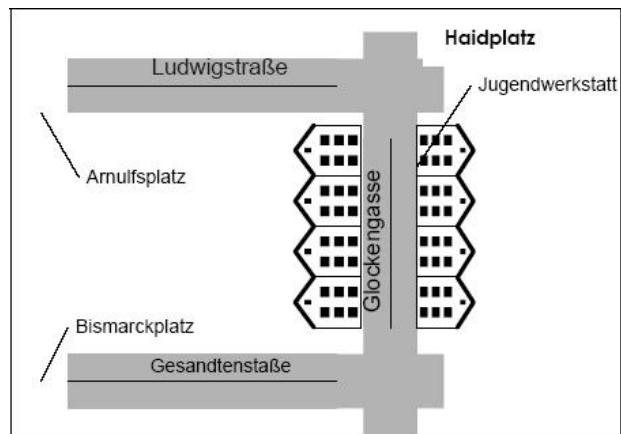 Haidplatz
Ludwigstraße
Jugendwerkstatt
Arnulfsplatz
Glockengasse
Bismarckplatz
Gesandtenstaße